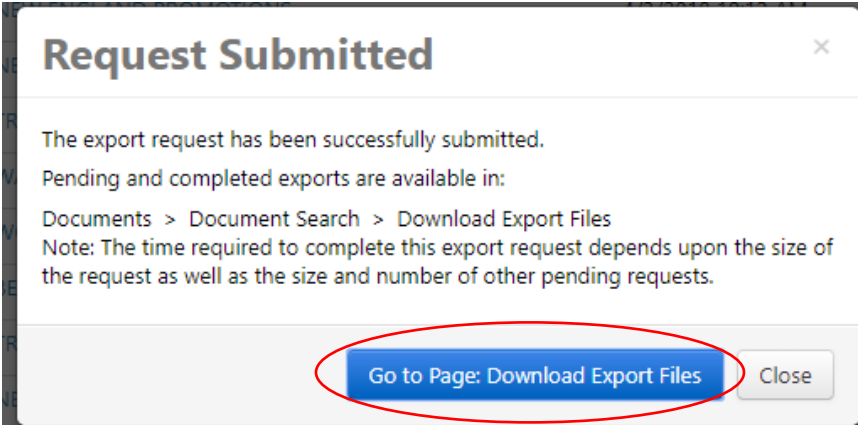 Request Submitted
×
The export request has been successfully submitted.
Pending and completed exports are available in:
Documents > Document Search > Download Export Files
Note: The time required to complete this export request depends upon the size of
the request as well as the size and number of other pending requests.
Go to Page: Download Export Files
Close